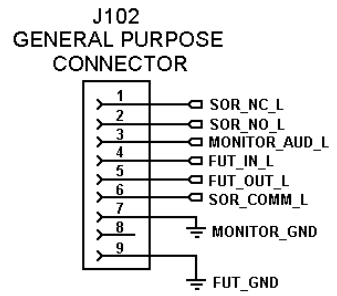 J102
GENERAL PURPOSE
CONNECTOR
1 SOR_NC_L
2 SOR_NO_L
3 MONITOR_AUD_L
4 FUT_IN_L
5 FUT_OUT_L
6 SOR_COMM_L
7 MONITOR_GND
8
9 FUT_GND